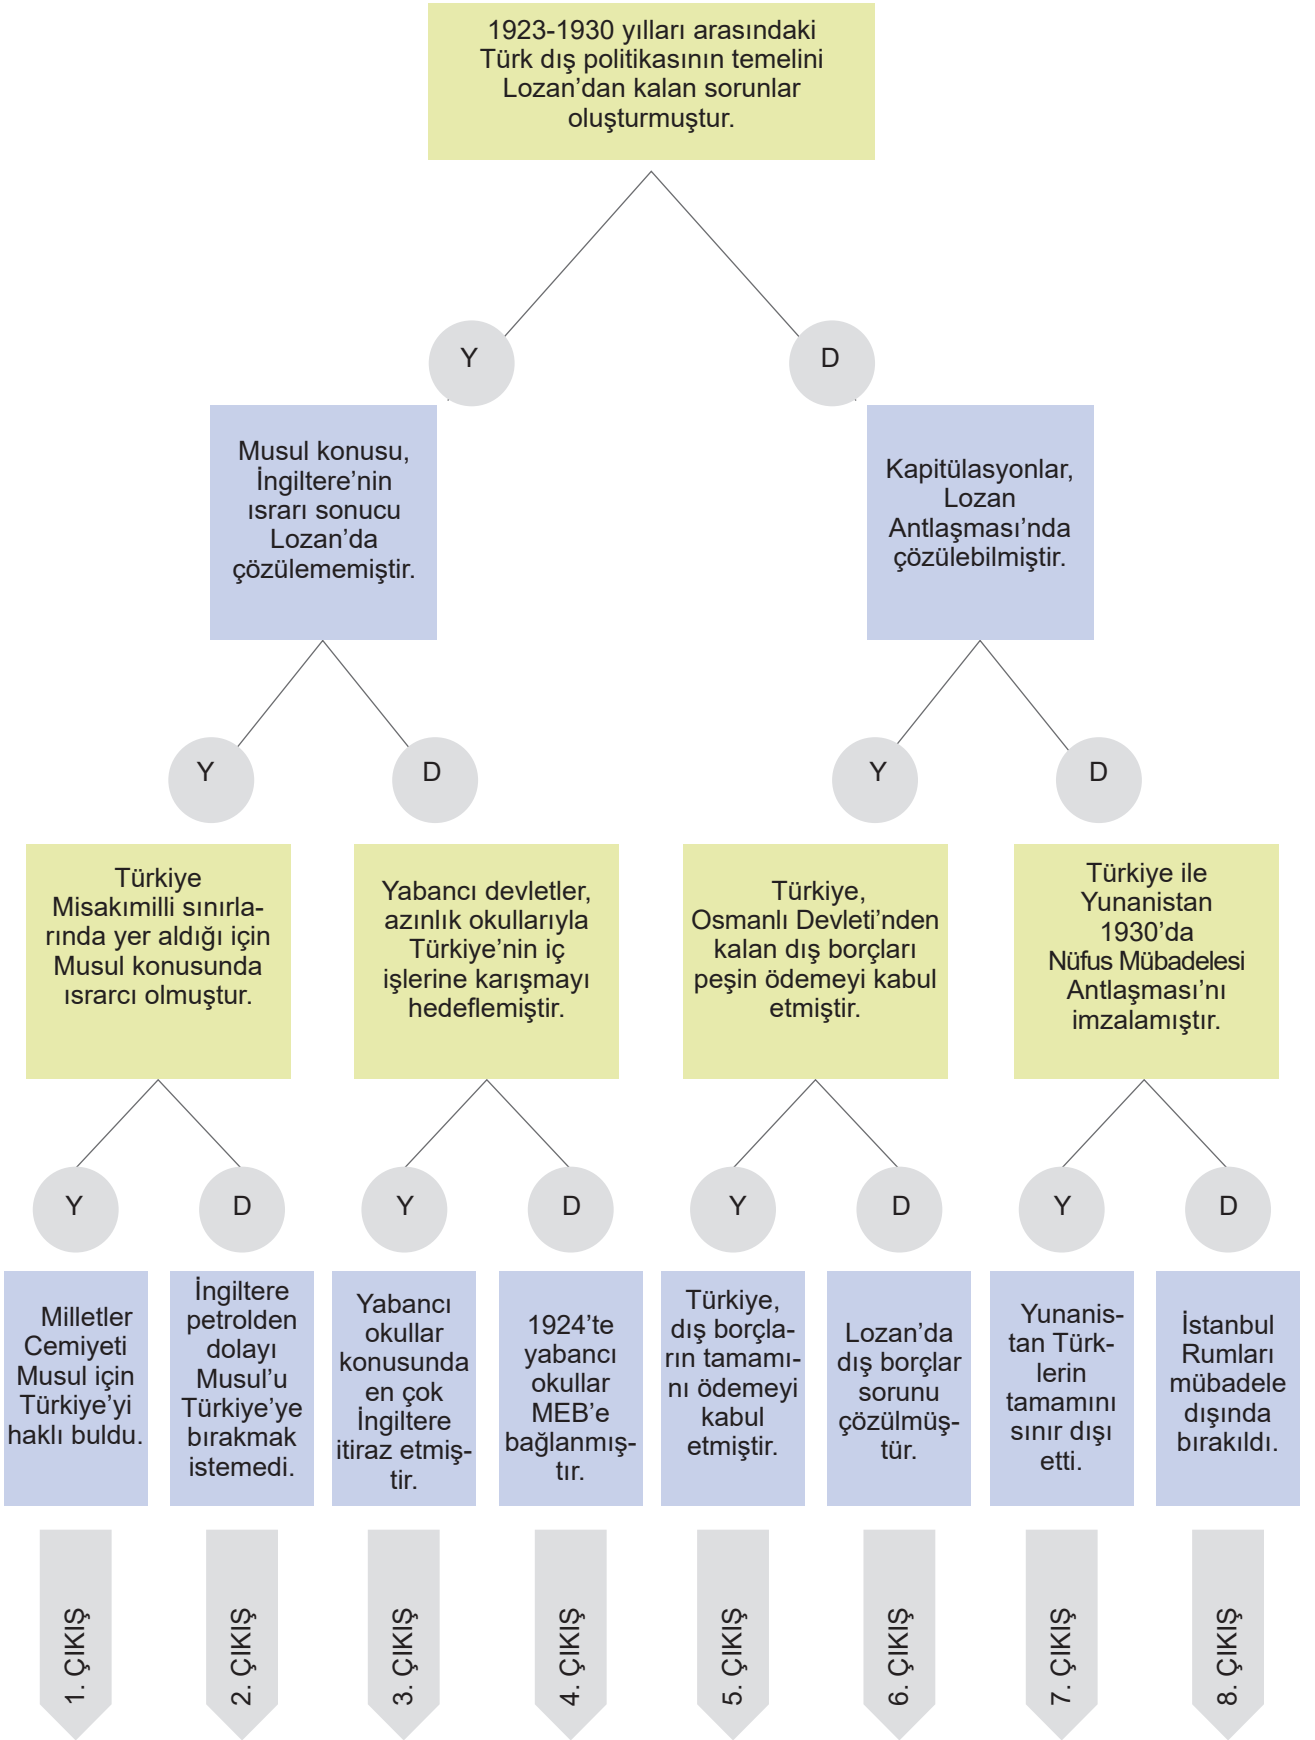 1923-1930 yılları arasındaki
Türk dış politikasının temelini
Lozan’dan kalan sorunlar
oluşturmuştur.
Y
D
Musul konusu,
İngiltere’nin
ısrarı sonucu
Lozan’da
çözülememiştir.
Kapitülasyonlar,
Lozan
Antlaşması’nda
çözülebilmiştir.
Y
D
Y
D
Türkiye
Misakımilli sınırla-
rında yer aldığı için
Musul konusunda
ısrarcı olmuştur.
Yabancı devletler,
azınlık okullarıyla
Türkiye’nin iç
işlerine karışmayı
hedeflemiştir.
Türkiye,
Osmanlı Devleti’nden
kalan dış borçları
peşin ödemeyi kabul
etmiştir.
Türkiye ile
Yunanistan
1930’da
Nüfus Mübadelesi
Antlaşması’nı
imzalamıştır.
Y
D
Y
D
Y
D
Y
D
Milletler
Cemiyeti
Musul için
Türkiye’yi
haklı buldu.
İngiltere
petrolden
dolayı
Musul’u
Türkiye’ye
bırakmak
istemedi.
Yabancı
okullar
konusunda
en çok
İngiltere
itiraz etmiş-
tir.
1924’te
yabancı
okullar
MEB’e
bağlanmış-
tır.
Türkiye,
dış borçla-
rın tamamı-
nı ödemeyi
kabul
etmiştir.
Lozan’da
dış borçlar
sorunu
çözülmüş-
tür.
Yunanis-
tan Türk-
lerin
tamamını
sınır dışı
etti.
İstanbul
Rumları
mübadele
dışında
bırakıldı.
1. ÇIKIŞ
2. ÇIKIŞ
3. ÇIKIŞ
4. ÇIKIŞ
5. ÇIKIŞ
6. ÇIKIŞ
7. ÇIKIŞ
8. ÇIKIŞ